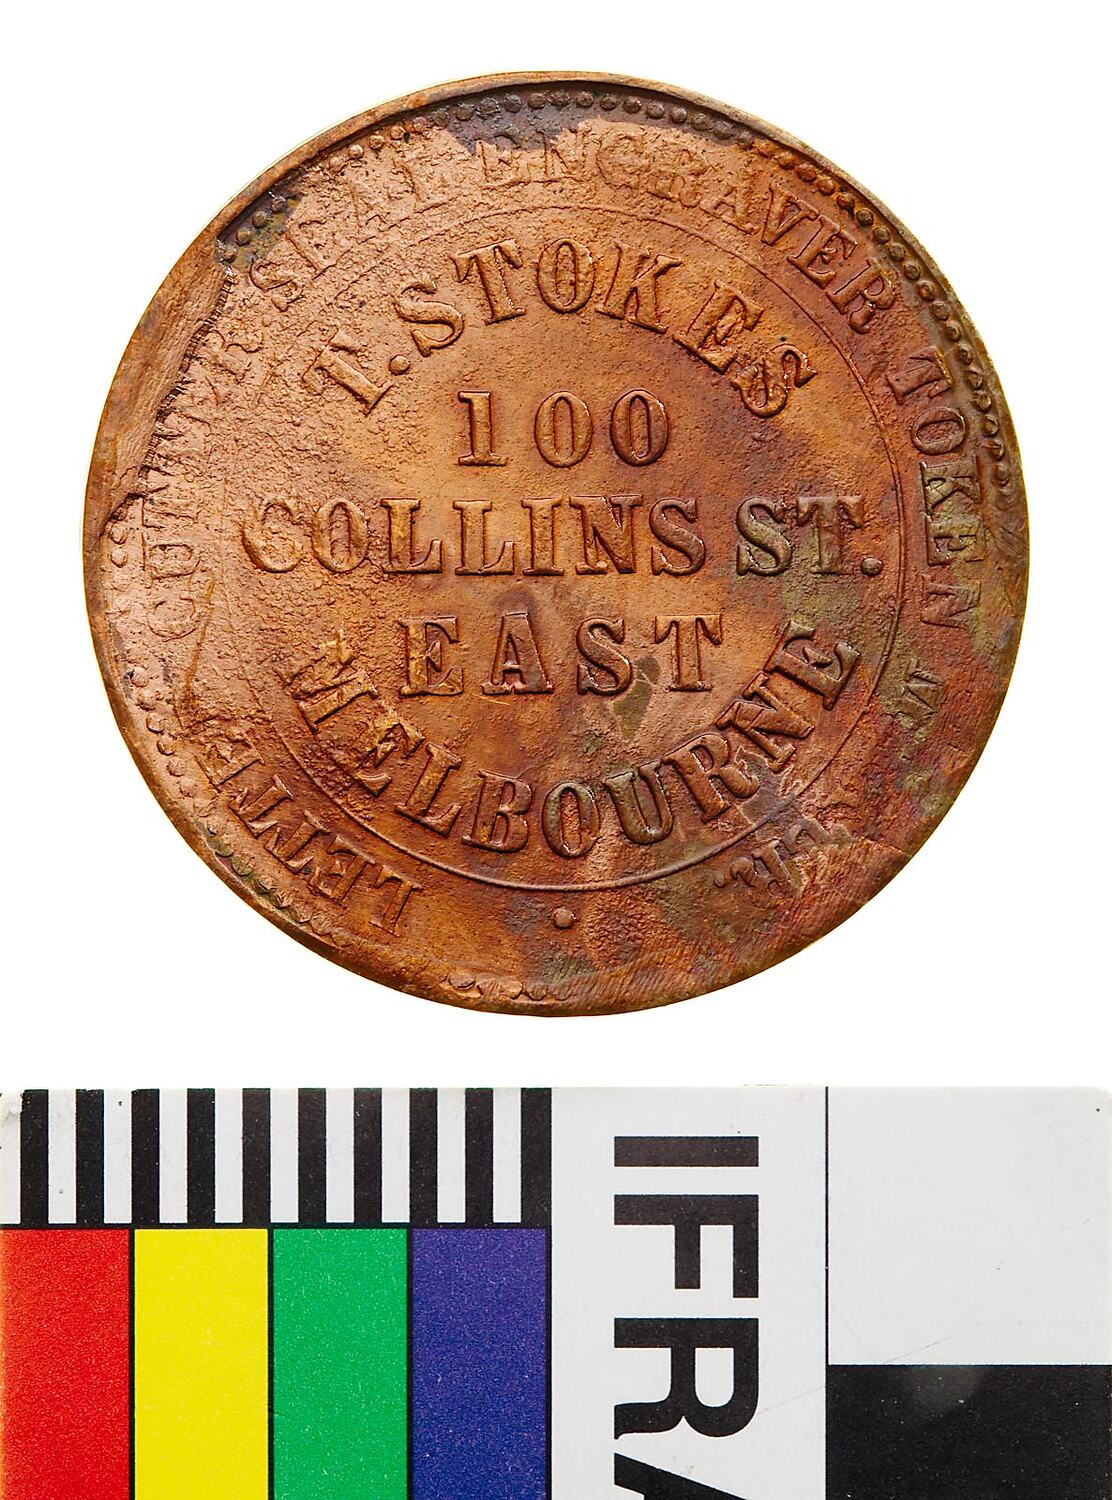 LETTER CUTTER SEAL ENGRAVER TOKEN M
T. STOKES
100
COLLINS ST.
EAST
MELBOURNE
IFRA